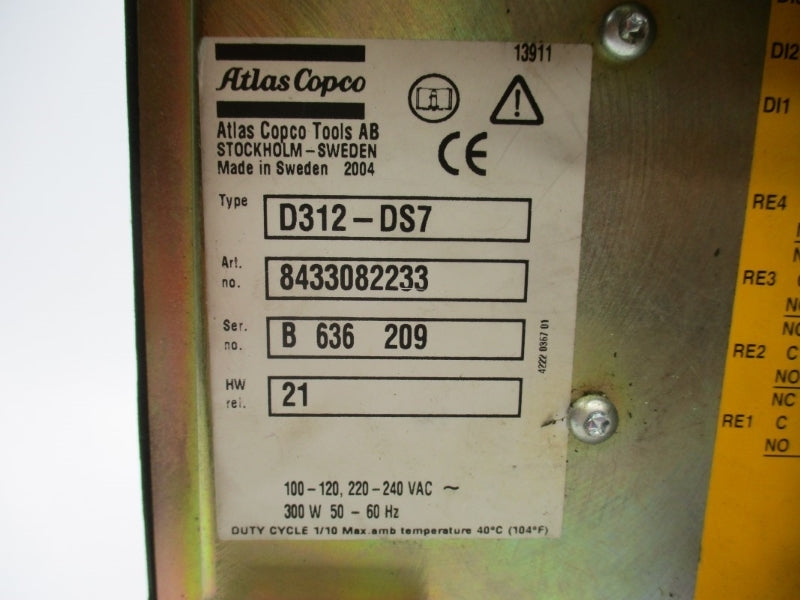 13911
Atlas Copco
Atlas Copco Tools AB
STOCKHOLM – SWEDEN
Made in Sweden 2004
CE
Type D312 – DS7
Art. no. 8433082233
Ser. no. B 636 209
HW rel. 21
4222 0367 01
100 – 120, 220 – 240 VAC ~
300 W 50 – 60 Hz
DUTY CYCLE 1/10 Max.amb temperature 40°C (104°F)
DI2
DI1
RE4
RE3
NO
RE2 C
NO
NC
RE1 C
NO